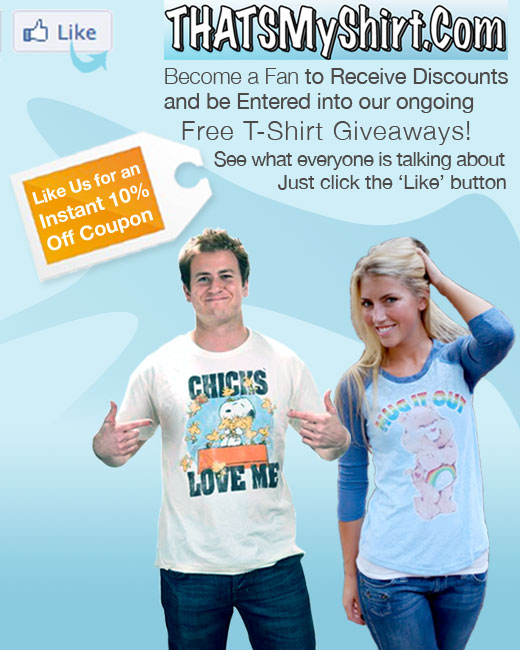 Like
THATSMyShirt.Com
Become a Fan to Receive Discounts
and be Entered into our ongoing
Free T-Shirt Giveaways!
See what everyone is talking about
Just click the ‘Like’ button
Like Us for an
Instant 10%
Off Coupon
CHICKS
LOVE ME
HUG IT OUT